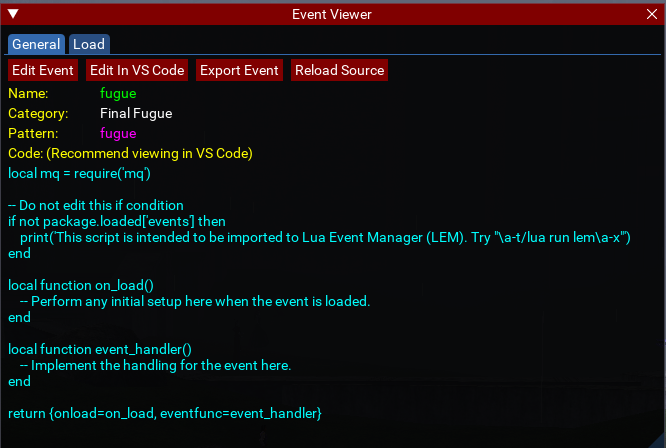 Event Viewer
General Load
Edit Event Edit In VS Code Export Event Reload Source
Name: fugue
Category: Final Fugue
Pattern: fugue
Code: (Recommend viewing in VS Code)
local mq = require('mq')
-- Do not edit this if condition
if not package.loaded['events'] then
print('This script is intended to be imported to Lua Event Manager (LEM). Try "\a-t/lua run lem\a-x"')
end
local function on_load()
-- Perform any initial setup here when the event is loaded.
end
local function event_handler()
-- Implement the handling for the event here.
end
return {onload=on_load, eventfunc=event_handler}